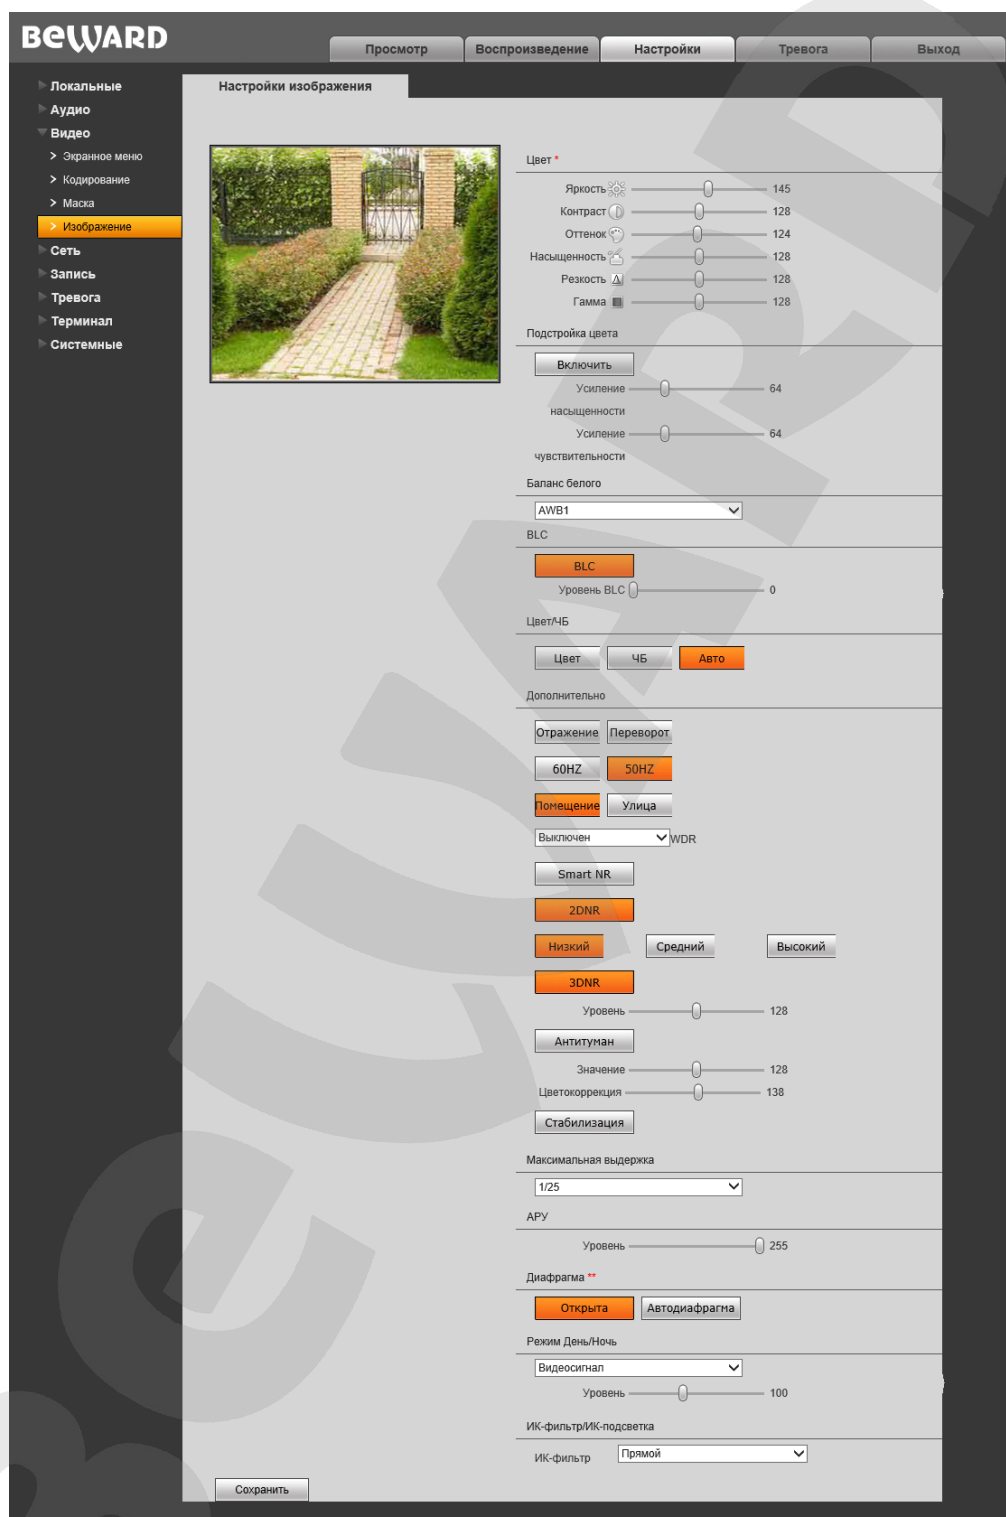 BEWARD
Просмотр Воспроизведение Настройки Тревога Выход
Локальные
Аудио
Видео
Экранное меню
Кодирование
Маска
Изображение
Сеть
Запись
Тревога
Терминал
Системные
Настройки изображения
Цвет *
Яркость 145
Контраст 128
Оттенок 124
Насыщенность 128
Резкость 128
Гамма 128
Подстройка цвета
Включить
Усиление 64
насыщенности
Усиление 64
чувствительности
Баланс белого
AWB1
BLC
BLC
Уровень BLC 0
Цвет/ЧБ
Цвет ЧБ Авто
Дополнительно
Отражение Переворот
60HZ 50HZ
Помещение Улица
Выключен WDR
Smart NR
2DNR
Низкий Средний Высокий
3DNR
Уровень 128
Антитуман
Значение 128
Цветокоррекция 138
Стабилизация
Максимальная выдержка
1/25
АРУ
Уровень 255
Диафрагма **
Открыта Автодиафрагма
Режим День/Ночь
Видеосигнал
Уровень 100
ИК-фильтр/ИК-подсветка
ИК-фильтр Прямой
Сохранить
BEWARD